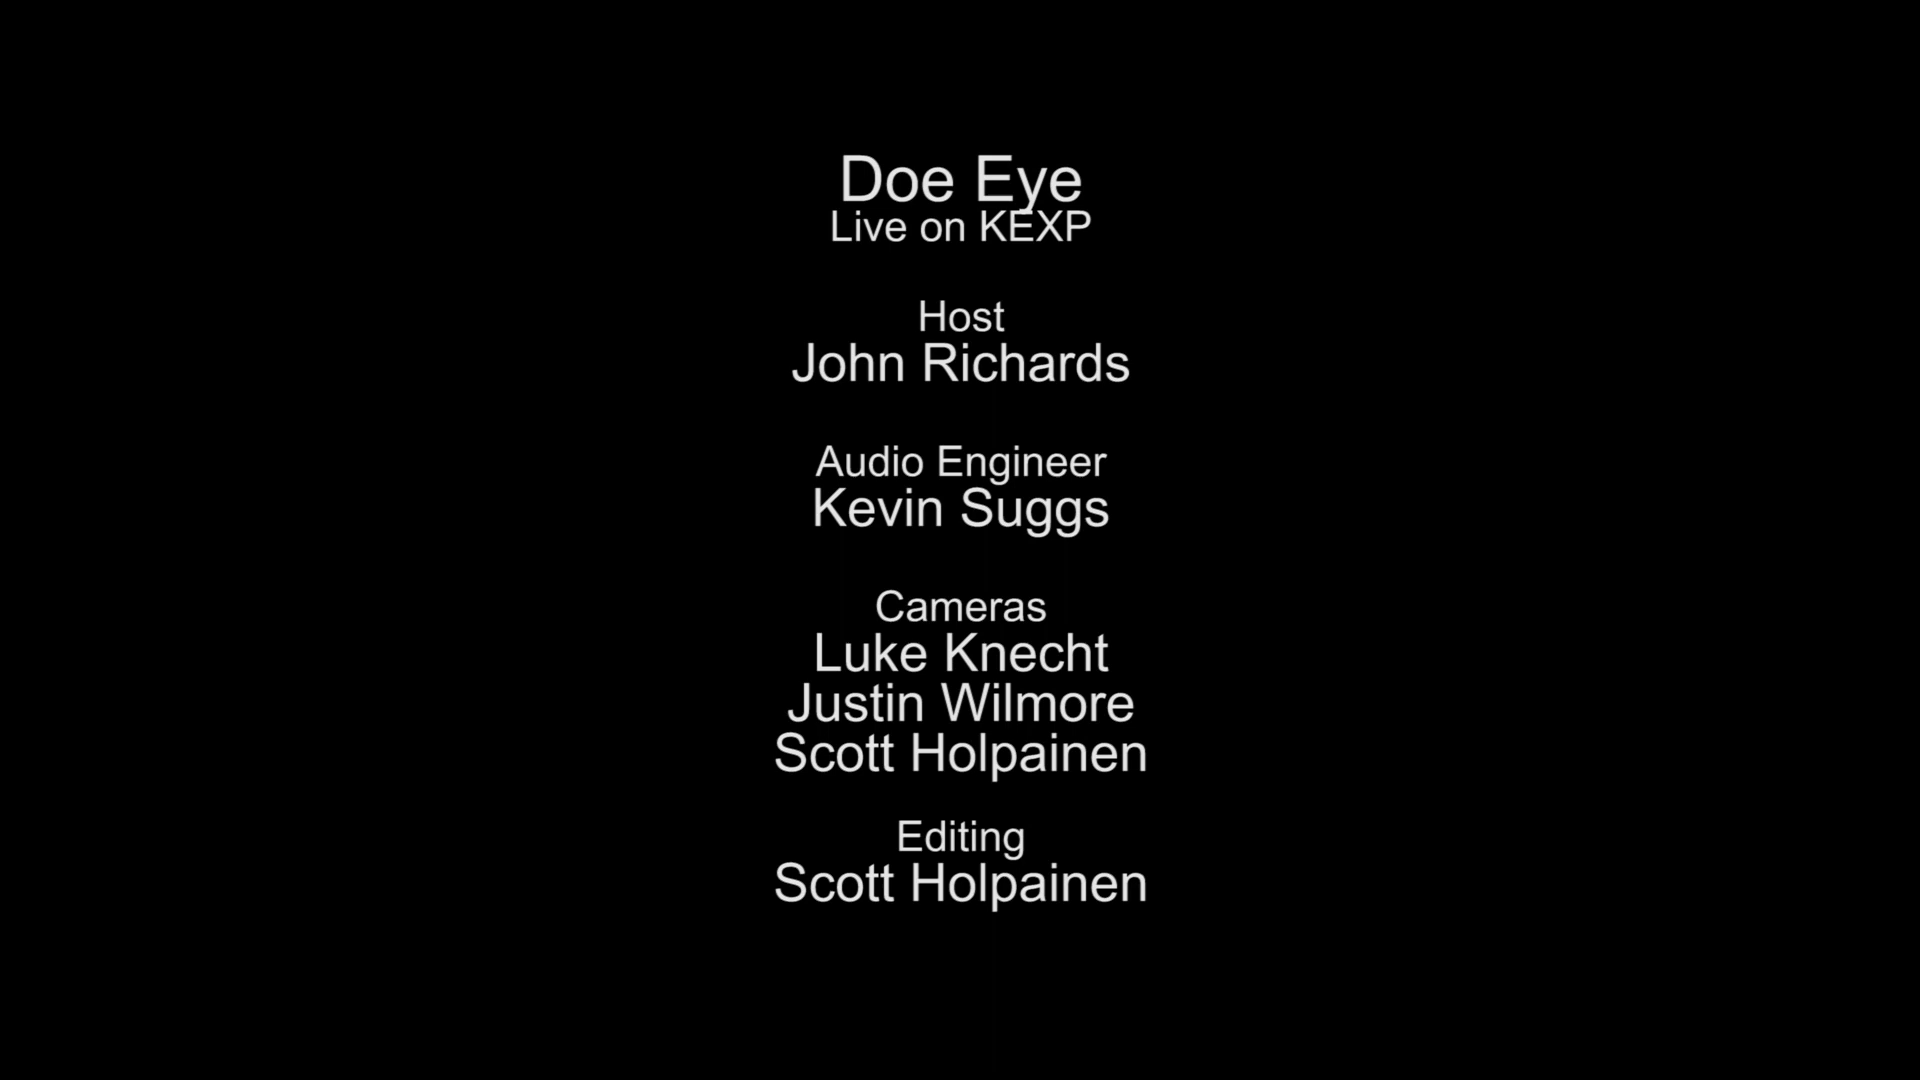 Doe Eye
Live on KEXP
Host
John Richards
Audio Engineer
Kevin Suggs
Cameras
Luke Knecht
Justin Wilmore
Scott Holpainen
Editing
Scott Holpainen